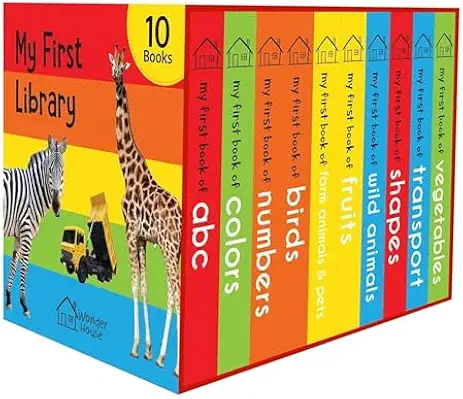 My First
Library
10
Books
Wonder
House
my first book of
abc
my first book of
colors
my first book of
numbers
my first book of
birds
my first book of
farm animals & pets
my first book of
fruits
my first book of
wild animals
my first book of
shapes
my first book of
transport
my first book of
vegetables